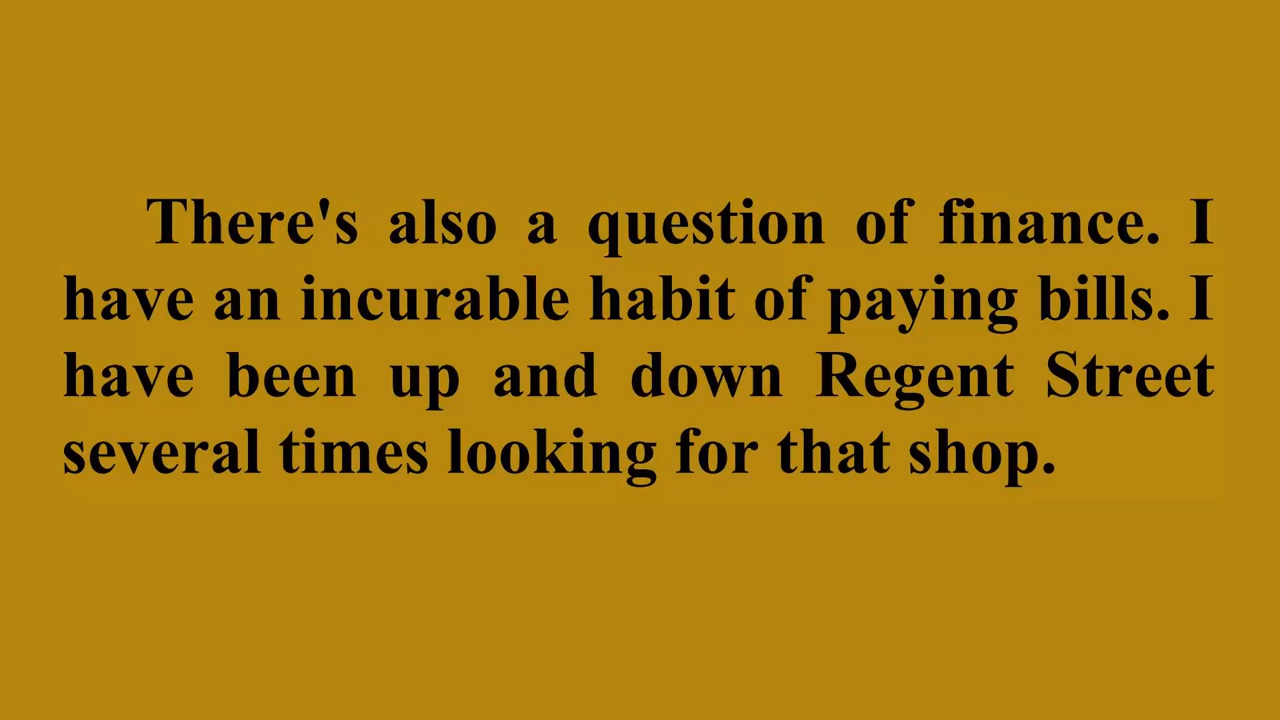 There's also a question of finance. I
have an incurable habit of paying bills. I
have been up and down Regent Street
several times looking for that shop.